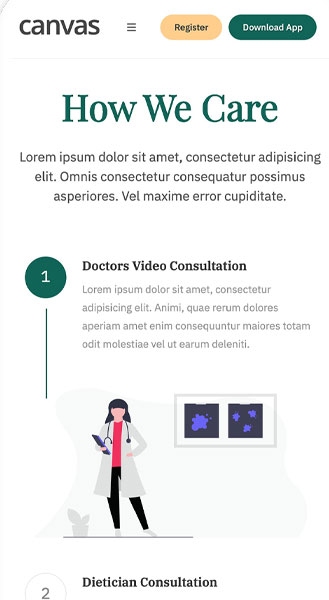 canvas
Register
Download App
How We Care
Lorem ipsum dolor sit amet, consectetur adipisicing
elit. Omnis consectetur consequatur possimus
asperiores. Vel maxime error cupiditate.
1
Doctors Video Consultation
Lorem ipsum dolor sit amet, consectetur
adipisicing elit. Animi, quae rerum dolores
aperiam amet enim consequuntur maiores totam
odit molestiae vel ut earum deleniti.
2
Dietician Consultation